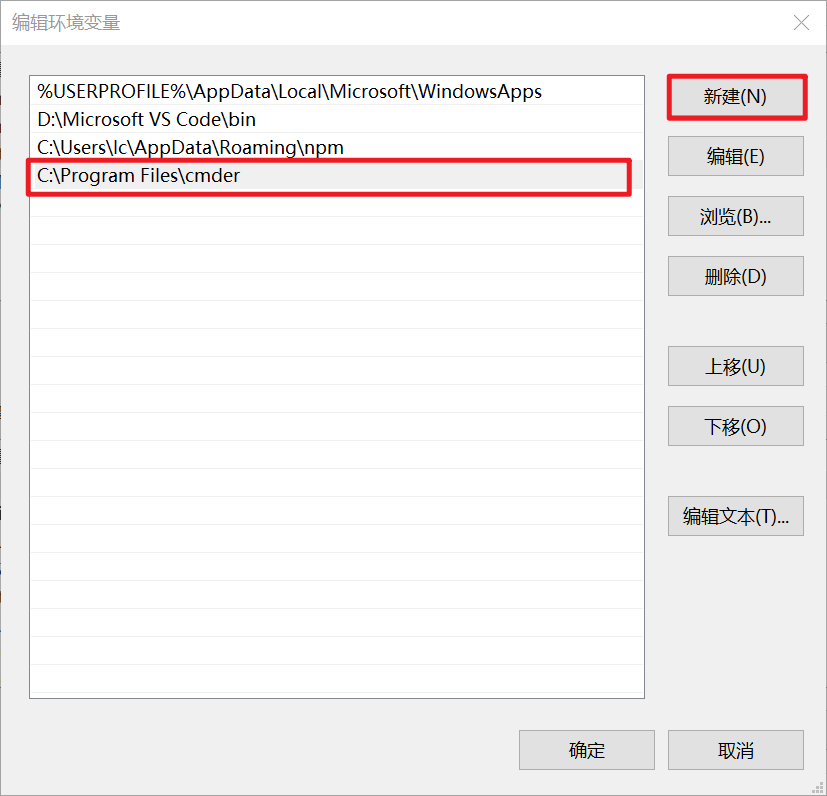 编辑环境变量
%USERPROFILE%\AppData\Local\Microsoft\WindowsApps
D:\Microsoft VS Code\bin
C:\Users\lc\AppData\Roaming\npm
C:\Program Files\cmder
新建(N)
编辑(E)
浏览(B)...
删除(D)
上移(U)
下移(O)
编辑文本(T)...
确定
取消